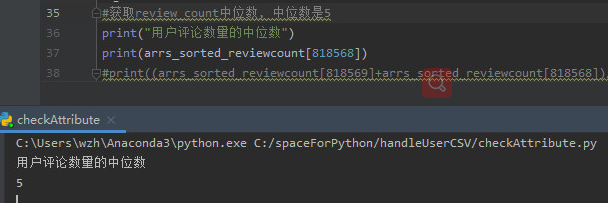 35 #获取review count中位数，中位数是5
36 print("用户评论数量的中位数")
37 print(arrs_sorted_reviewcount[818568])
38 #print((arrs_sorted_reviewcount[818569]+arrs_sorted_reviewcount[818568])
checkAttribute ×
C:\Users\wzh\Anaconda3\python.exe C:/spaceForPython/handleUserCSV/checkAttribute.py
用户评论数量的中位数
5